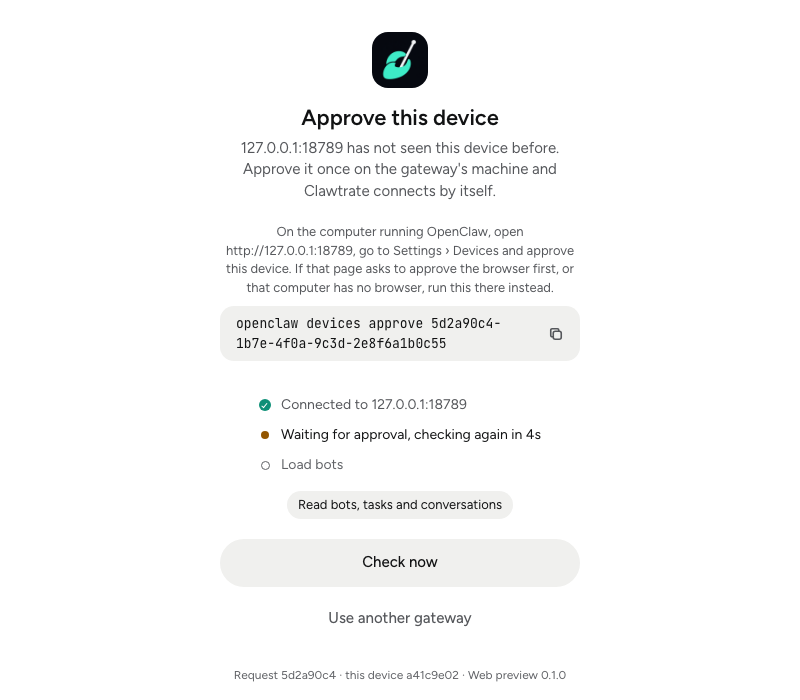 Approve this device
127.0.0.1:18789 has not seen this device before.
Approve it once on the gateway's machine and
Clawtrate connects by itself.
On the computer running OpenClaw, open
http://127.0.0.1:18789, go to Settings › Devices and approve
this device. If that page asks to approve the browser first, or
that computer has no browser, run this there instead.
openclaw devices approve 5d2a90c4-
1b7e-4f0a-9c3d-2e8f6a1b0c55
Connected to 127.0.0.1:18789
Waiting for approval, checking again in 4s
Load bots
Read bots, tasks and conversations
Check now
Use another gateway
Request 5d2a90c4 · this device a41c9e02 · Web preview 0.1.0